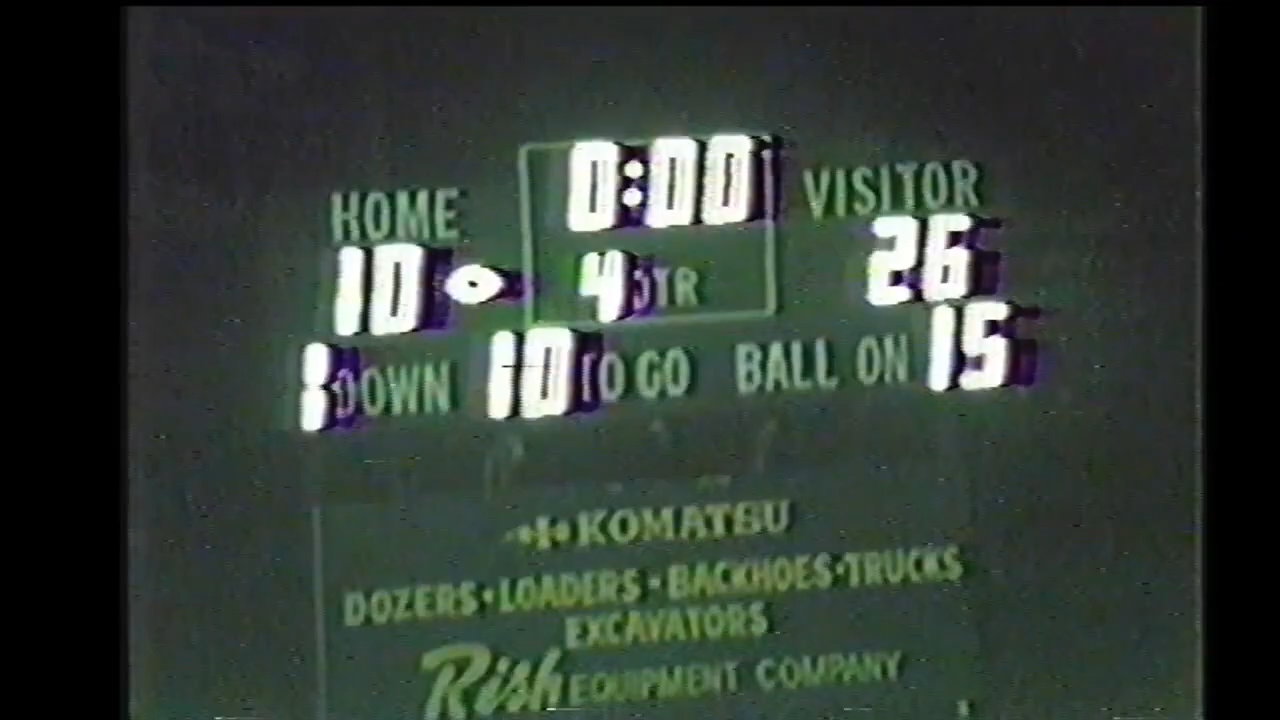 0:00
HOME VISITOR
10 4 QTR 26
1 DOWN 10 TO GO BALL ON 15
KOMATSU
DOZERS • LOADERS • BACKHOES • TRUCKS
EXCAVATORS
Rish EQUIPMENT COMPANY